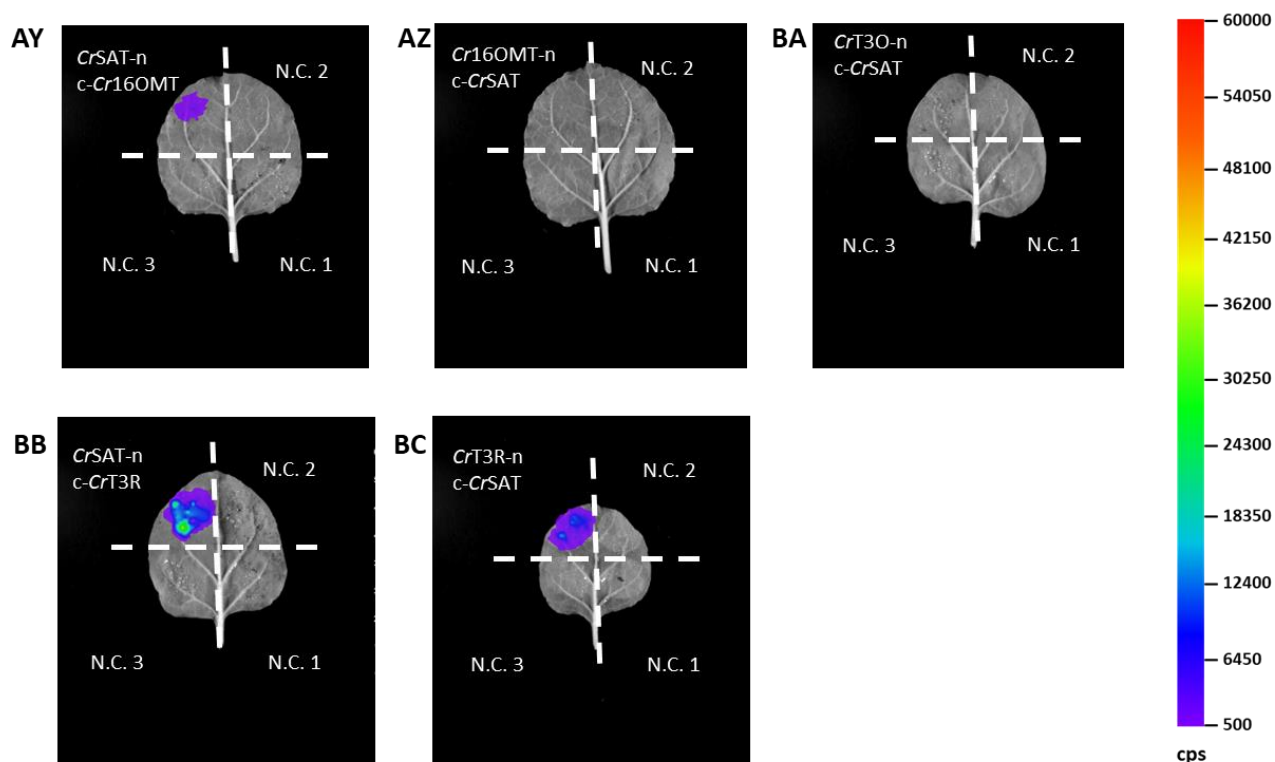 AY
CrSAT-n
c-Cr16OMT
N.C. 2
N.C. 3
N.C. 1
AZ
Cr16OMT-n
c-CrSAT
N.C. 2
N.C. 3
N.C. 1
BA
CrT3O-n
c-CrSAT
N.C. 2
N.C. 3
N.C. 1
BB
CrSAT-n
c-CrT3R
N.C. 2
N.C. 3
N.C. 1
BC
CrT3R-n
c-CrSAT
N.C. 2
N.C. 3
N.C. 1
60000
54050
48100
42150
36200
30250
24300
18350
12400
6450
500
cps